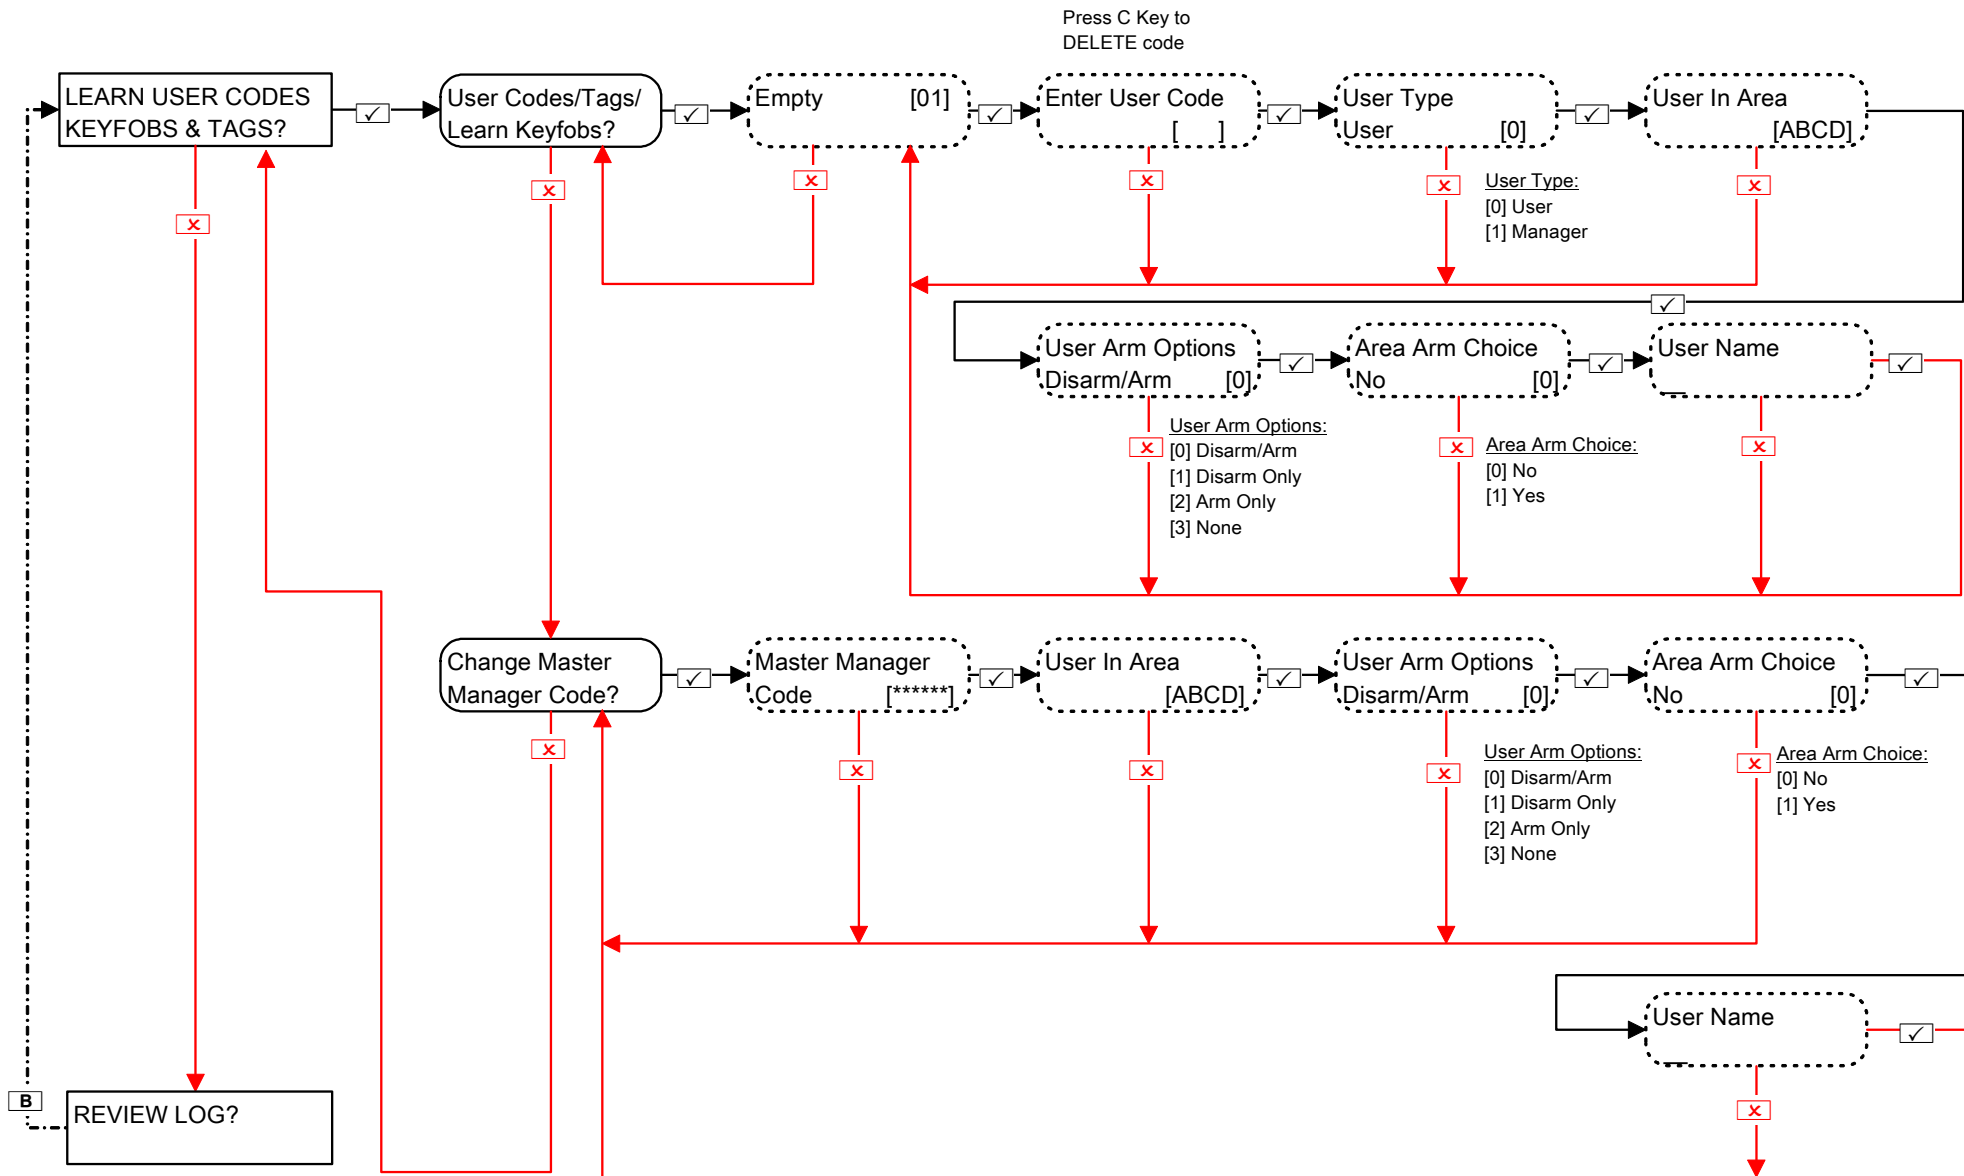 Press C Key to
DELETE code
LEARN USER CODES
KEYFOBS & TAGS?
User Codes/Tags/
Learn Keyfobs?
Empty [01]
Enter User Code
[ ]
User Type
User [0]
User In Area
[ABCD]
User Type:
[0] User
[1] Manager
User Arm Options
Disarm/Arm [0]
Area Arm Choice
No [0]
User Name
_
User Arm Options:
[0] Disarm/Arm
[1] Disarm Only
[2] Arm Only
[3] None
Area Arm Choice:
[0] No
[1] Yes
Change Master
Manager Code?
Master Manager
Code [******]
User In Area
[ABCD]
User Arm Options
Disarm/Arm [0]
Area Arm Choice
No [0]
User Arm Options:
[0] Disarm/Arm
[1] Disarm Only
[2] Arm Only
[3] None
Area Arm Choice:
[0] No
[1] Yes
User Name
_
B
REVIEW LOG?